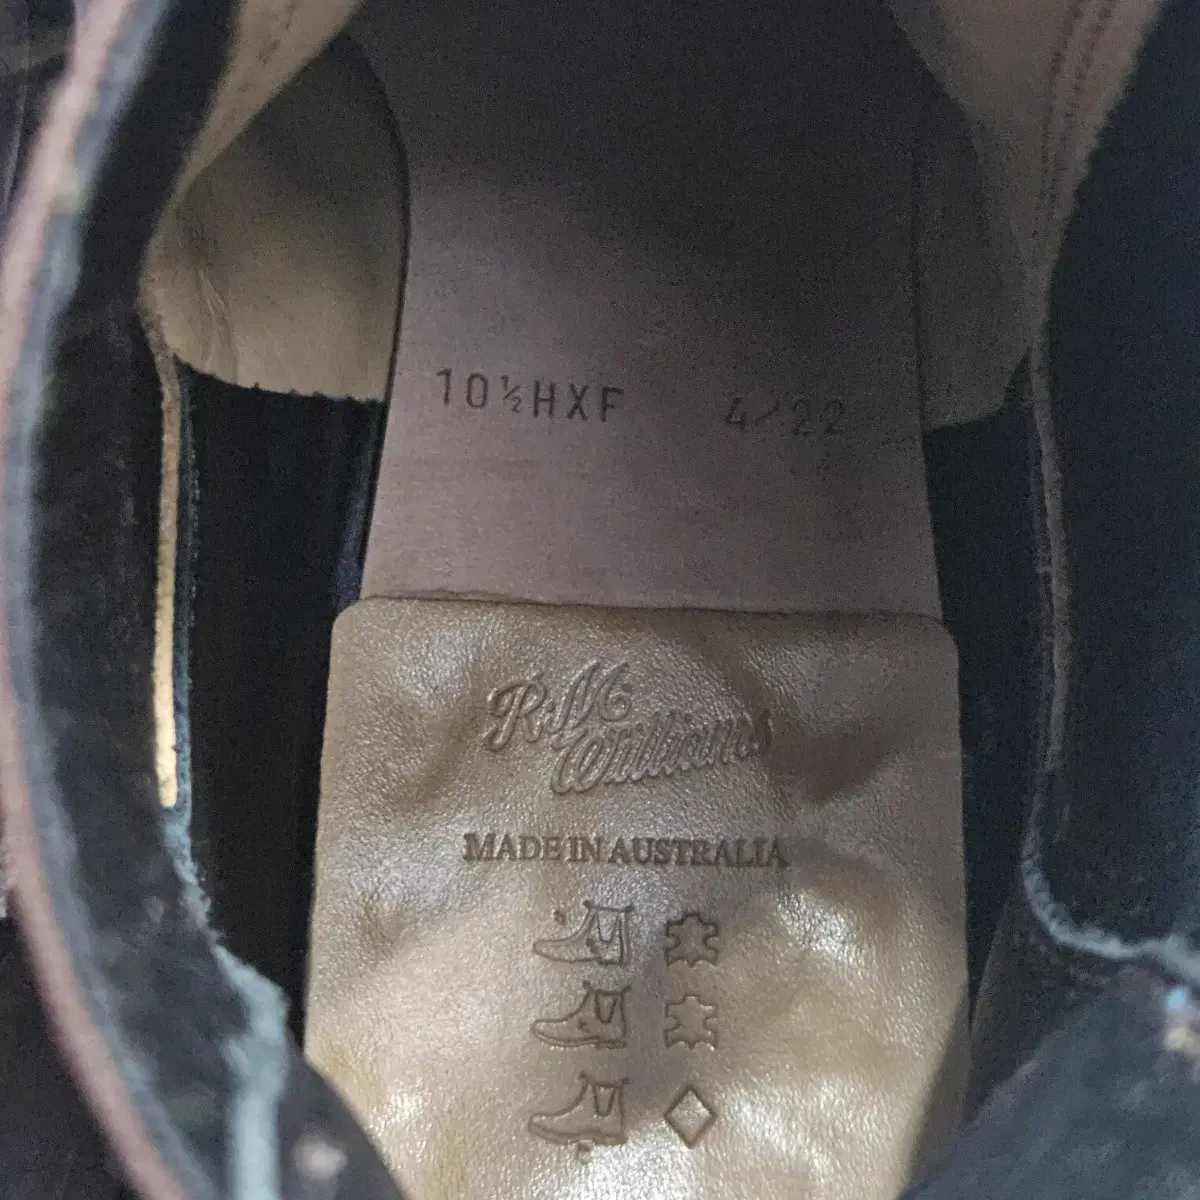 10½HXF 4/22
R.M.
Williams
MADE IN AUSTRALIA